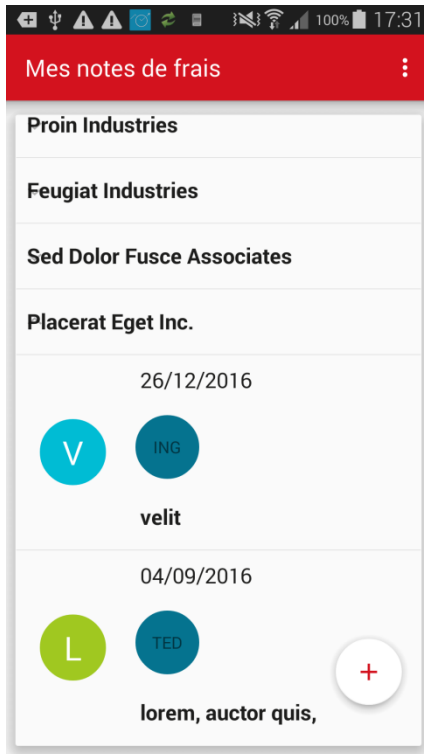 100% 17:31
Mes notes de frais
Proin Industries
Feugiat Industries
Sed Dolor Fusce Associates
Placerat Eget Inc.
26/12/2016
V
ING
velit
04/09/2016
L
TED
+
lorem, auctor quis,